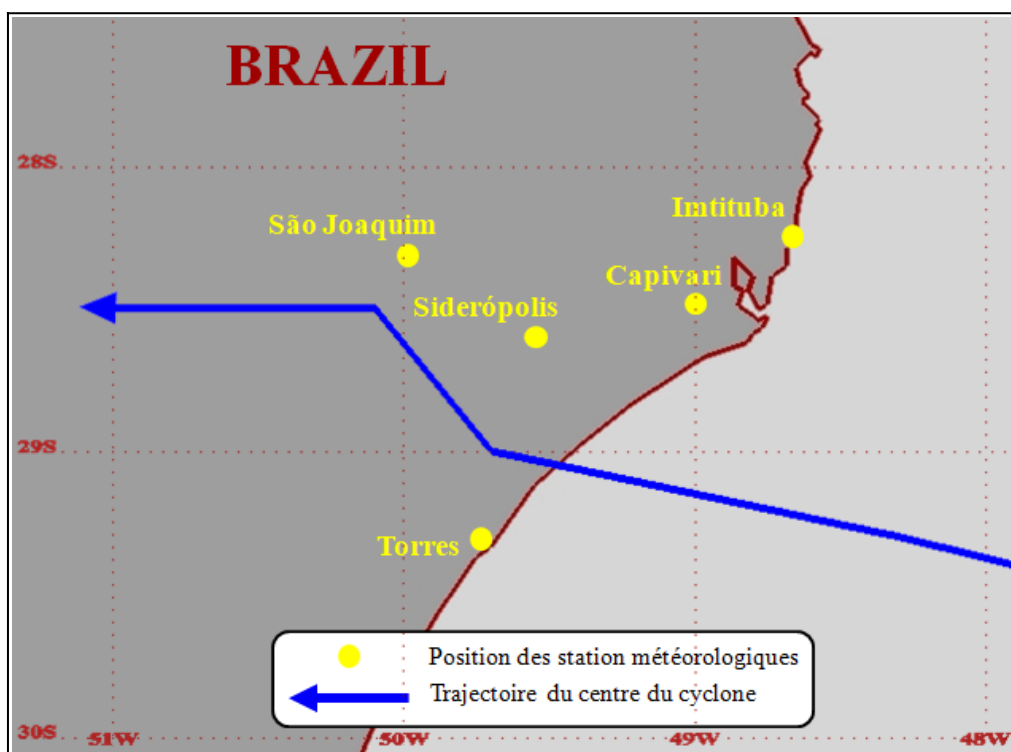 BRAZIL
28S
Imtituba
São Joaquim
Capivari
Siderópolis
29S
Torres
Position des station météorologiques
Trajectoire du centre du cyclone
30S
51W
50W
49W
48W